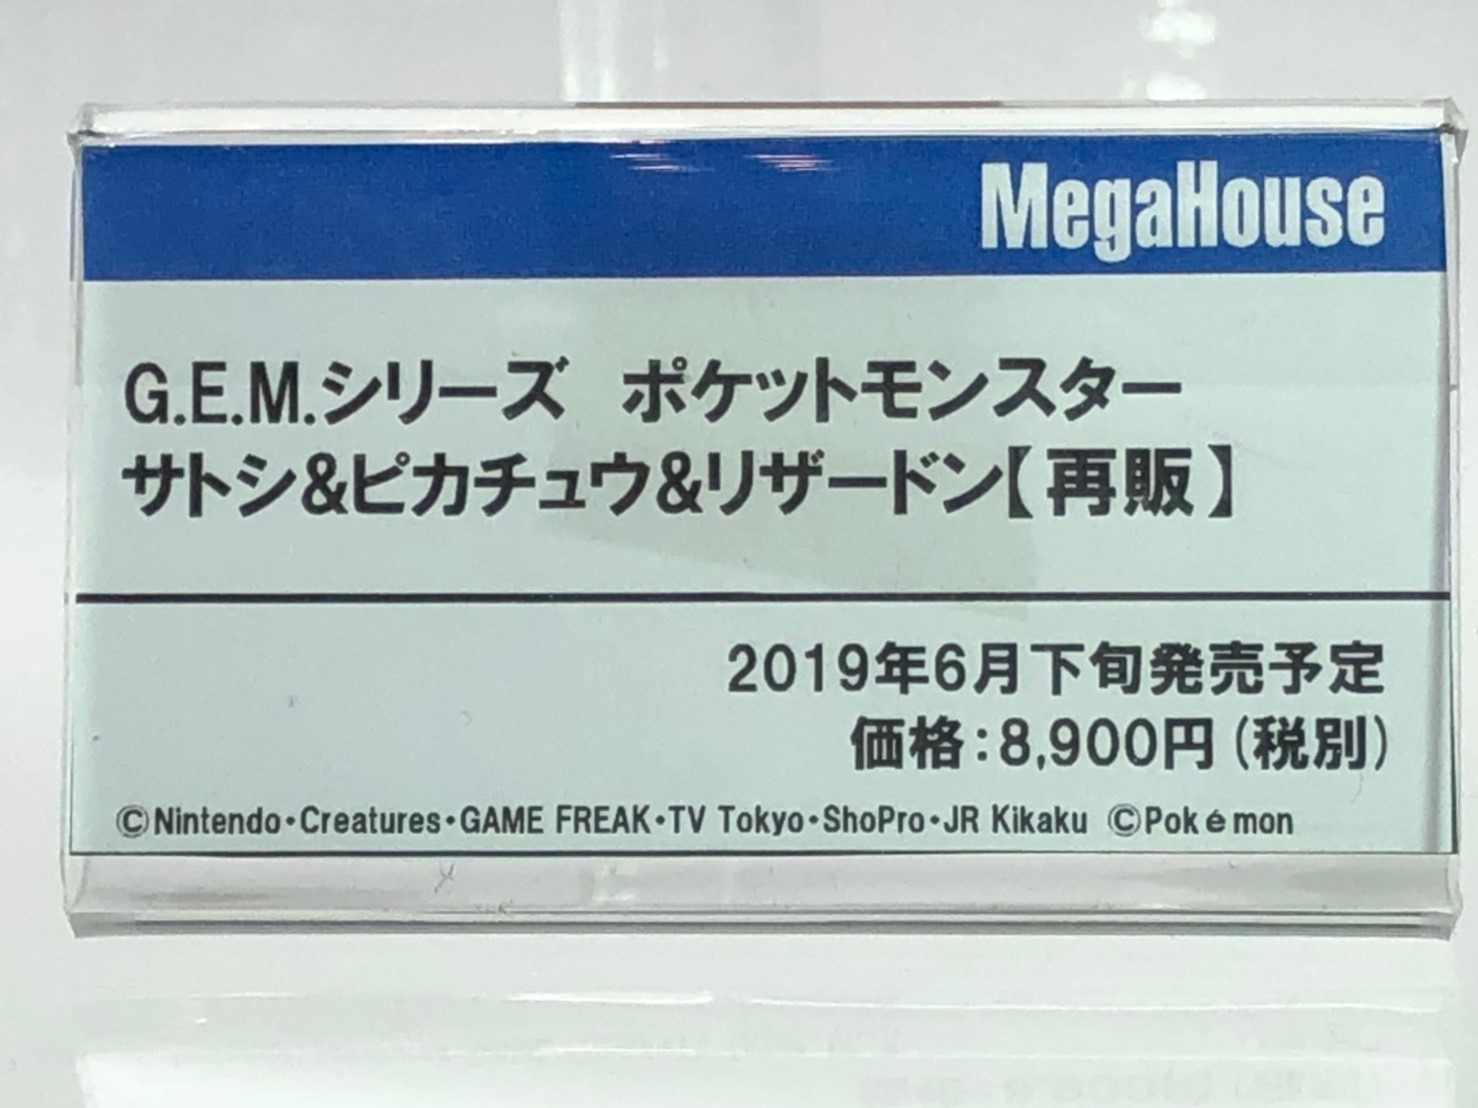 MegaHouse
G.E.M.シリーズ　ポケットモンスター
サトシ&ピカチュウ&リザードン【再販】
2019年6月下旬発売予定
価格：8,900円（税別）
©Nintendo・Creatures・GAME FREAK・TV Tokyo・ShoPro・JR Kikaku ©Pokémon